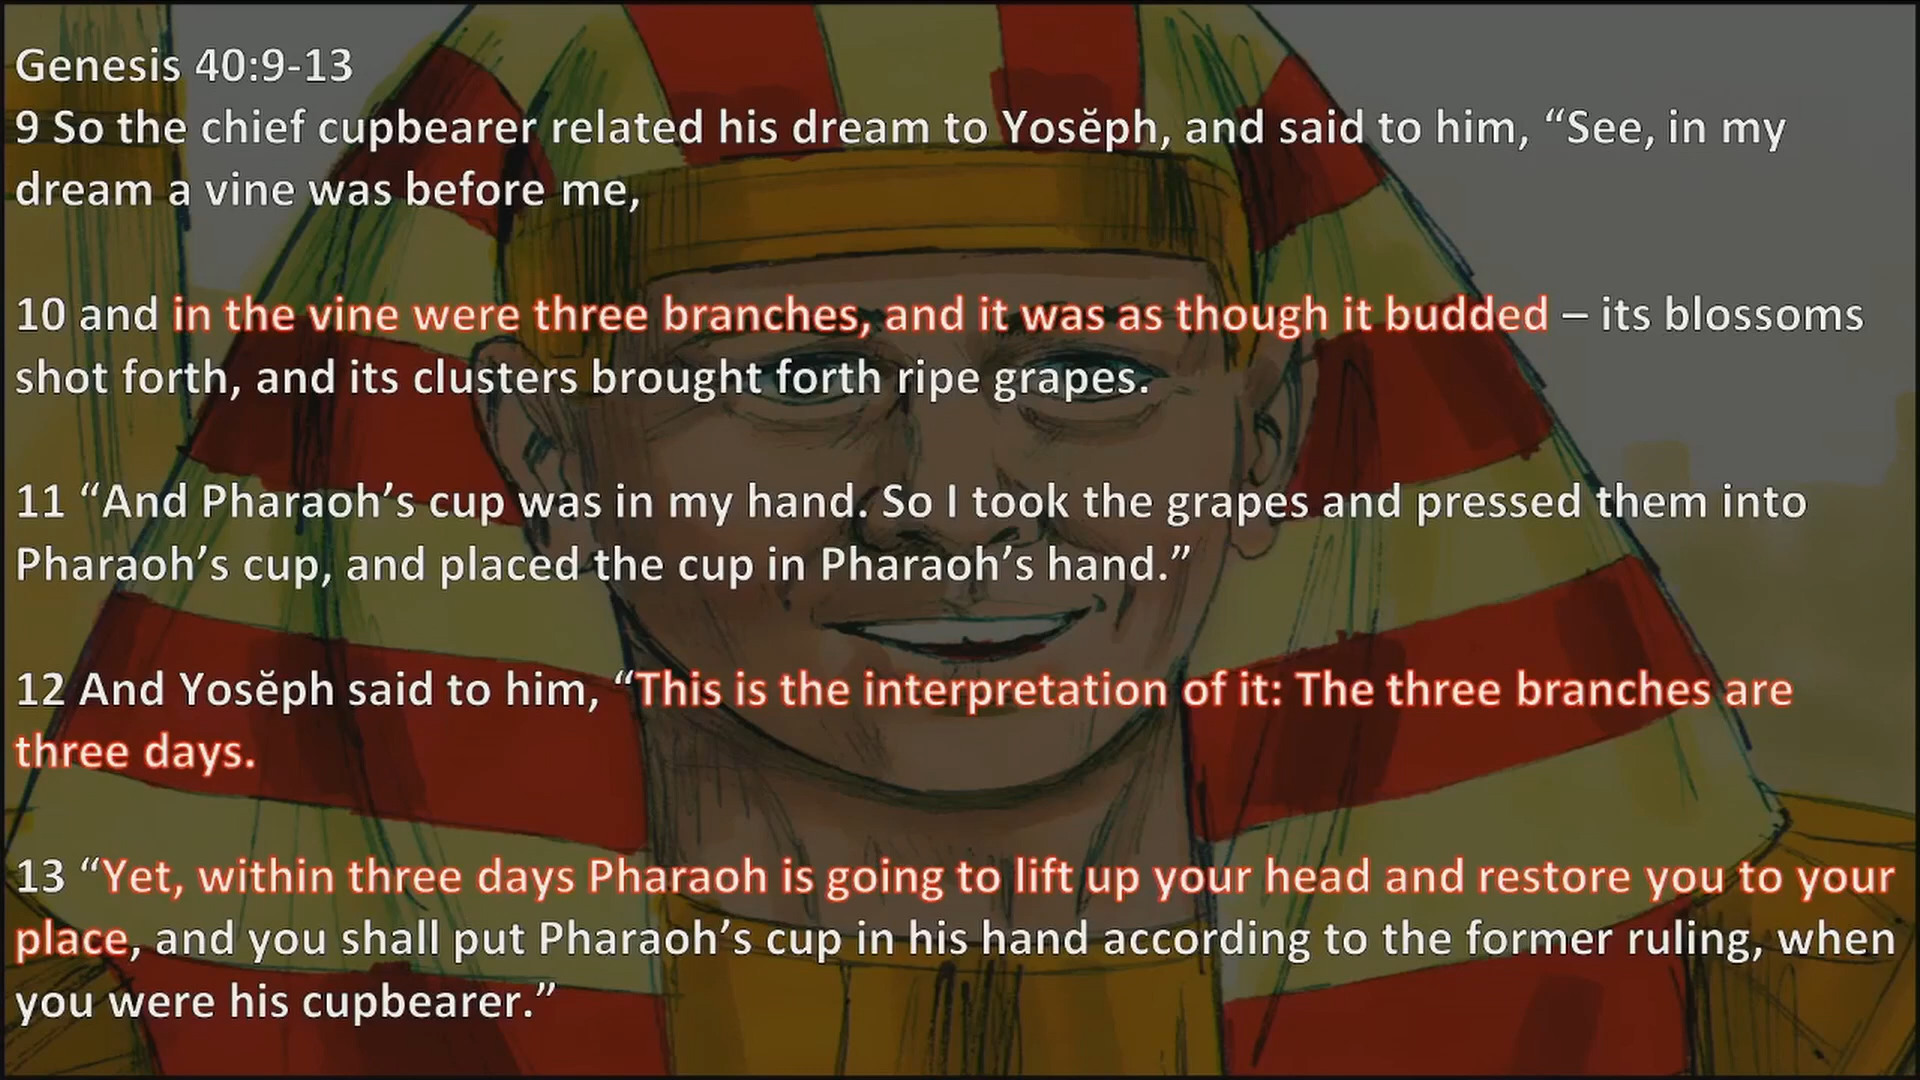 Genesis 40:9-13
9 So the chief cupbearer related his dream to Yosĕph, and said to him, “See, in my
dream a vine was before me,
10 and in the vine were three branches, and it was as though it budded – its blossoms
shot forth, and its clusters brought forth ripe grapes.
11 “And Pharaoh’s cup was in my hand. So I took the grapes and pressed them into
Pharaoh’s cup, and placed the cup in Pharaoh’s hand.”
12 And Yosĕph said to him, “This is the interpretation of it: The three branches are
three days.
13 “Yet, within three days Pharaoh is going to lift up your head and restore you to your
place, and you shall put Pharaoh’s cup in his hand according to the former ruling, when
you were his cupbearer.”